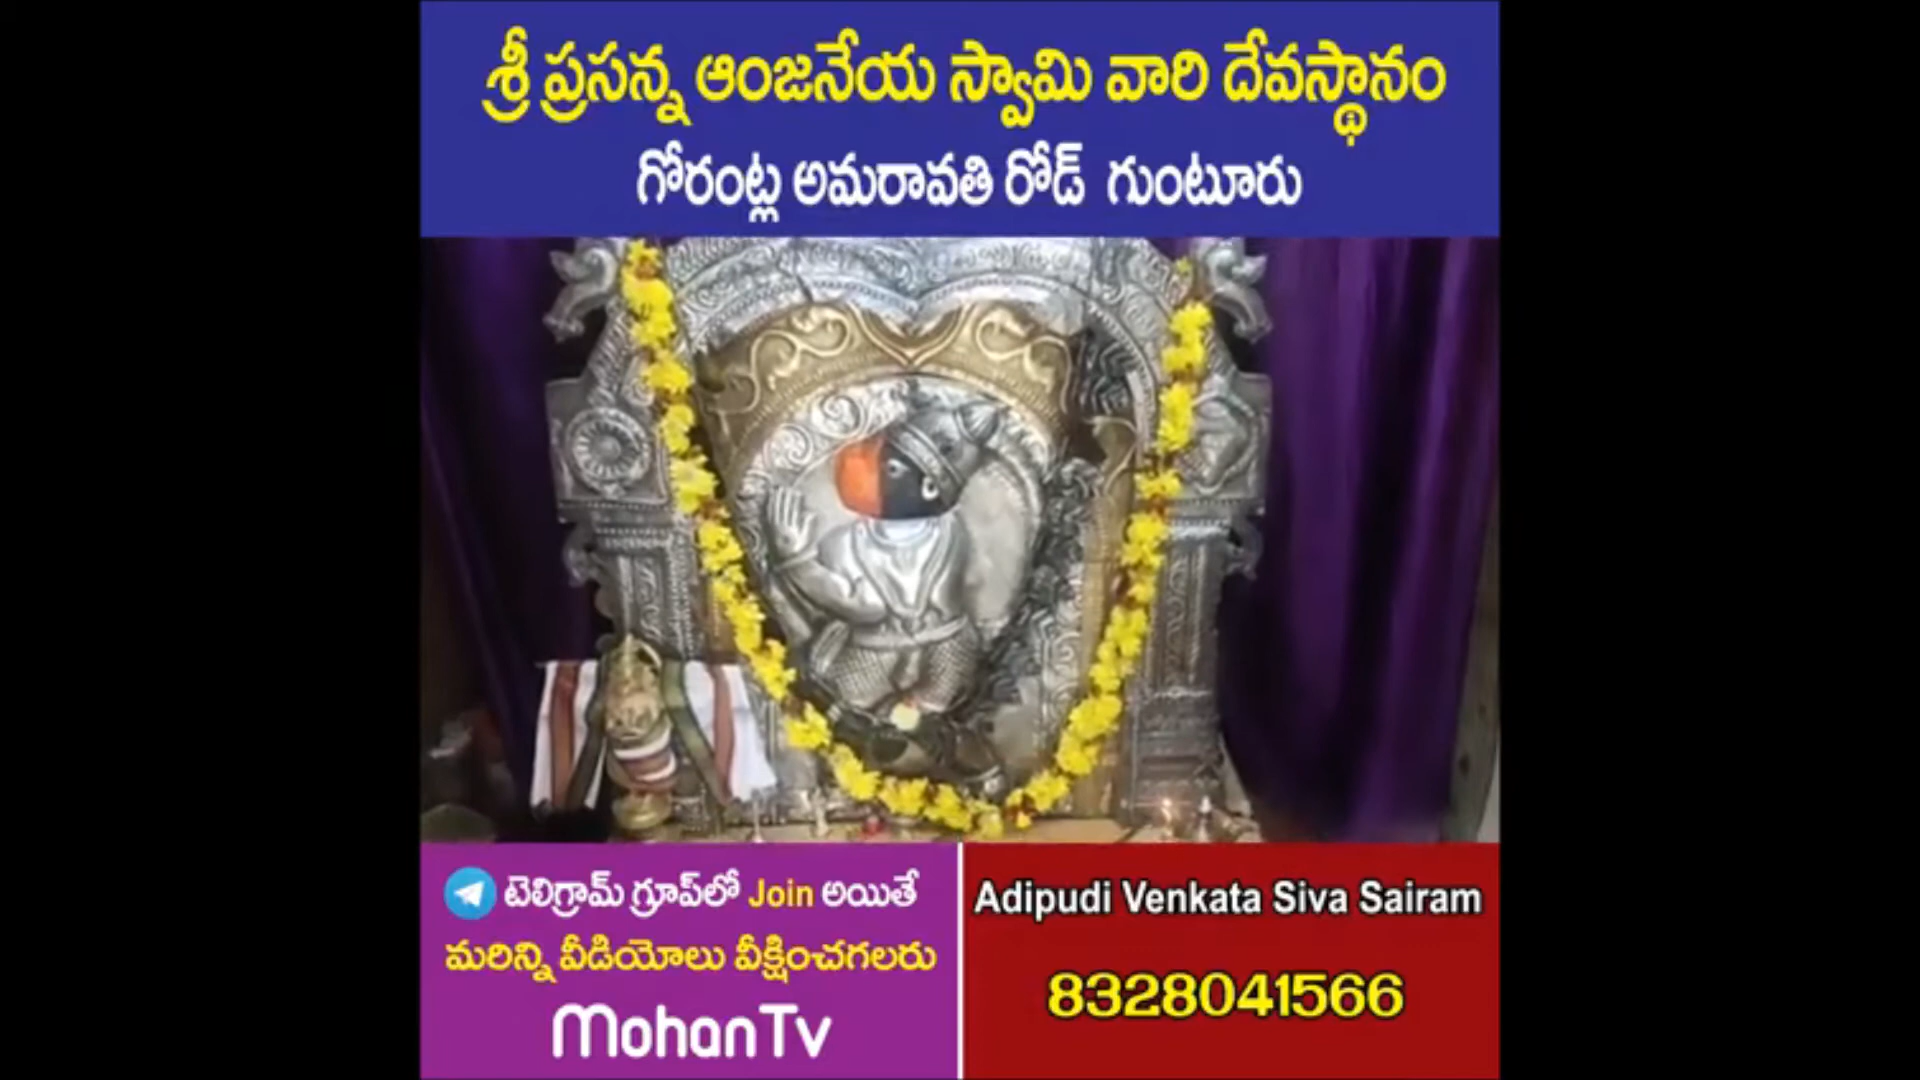 శ్రీ ప్రసన్న ఆంజనేయ స్వామి వారి దేవస్థానం
గోరంట్ల అమరావతి రోడ్ గుంటూరు
టెలిగ్రామ్ గ్రూప్‌లో Join అయితే
మరిన్ని వీడియోలు వీక్షించగలరు
MohanTv
Adipudi Venkata Siva Sairam
8328041566